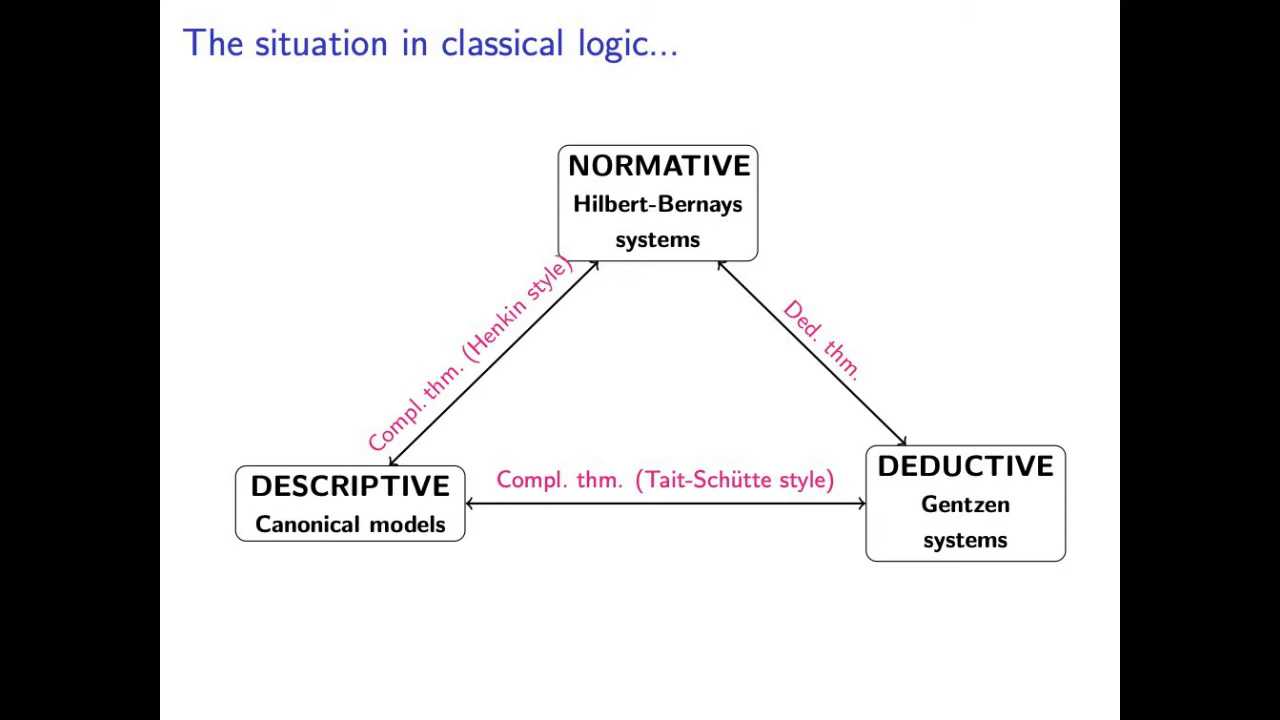 The situation in classical logic...
NORMATIVE
Hilbert-Bernays
systems
Compl. thm. (Henkin style)
Ded. thm.
DESCRIPTIVE
Canonical models
Compl. thm. (Tait-Schütte style)
DEDUCTIVE
Gentzen
systems